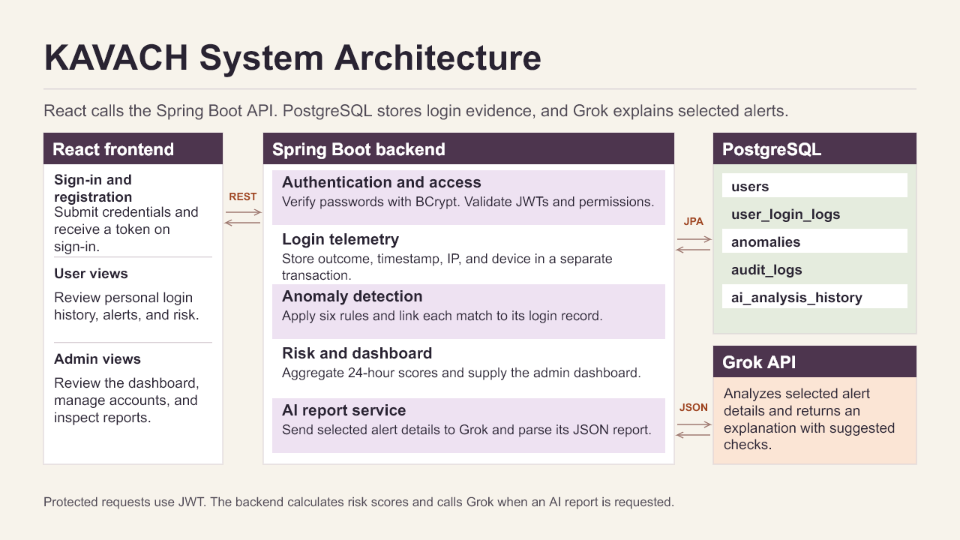 KAVACH System Architecture
React calls the Spring Boot API. PostgreSQL stores login evidence, and Grok explains selected alerts.
React frontend
Sign-in and
registration
Submit credentials and
receive a token on
sign-in.
User views
Review personal login
history, alerts, and risk.
Admin views
Review the dashboard,
manage accounts, and
inspect reports.
REST
Spring Boot backend
Authentication and access
Verify passwords with BCrypt. Validate JWTs and permissions.
Login telemetry
Store outcome, timestamp, IP, and device in a separate
transaction.
Anomaly detection
Apply six rules and link each match to its login record.
Risk and dashboard
Aggregate 24-hour scores and supply the admin dashboard.
AI report service
Send selected alert details to Grok and parse its JSON report.
JPA
JSON
PostgreSQL
users
user_login_logs
anomalies
audit_logs
ai_analysis_history
Grok API
Analyzes selected alert
details and returns an
explanation with suggested
checks.
Protected requests use JWT. The backend calculates risk scores and calls Grok when an AI report is requested.